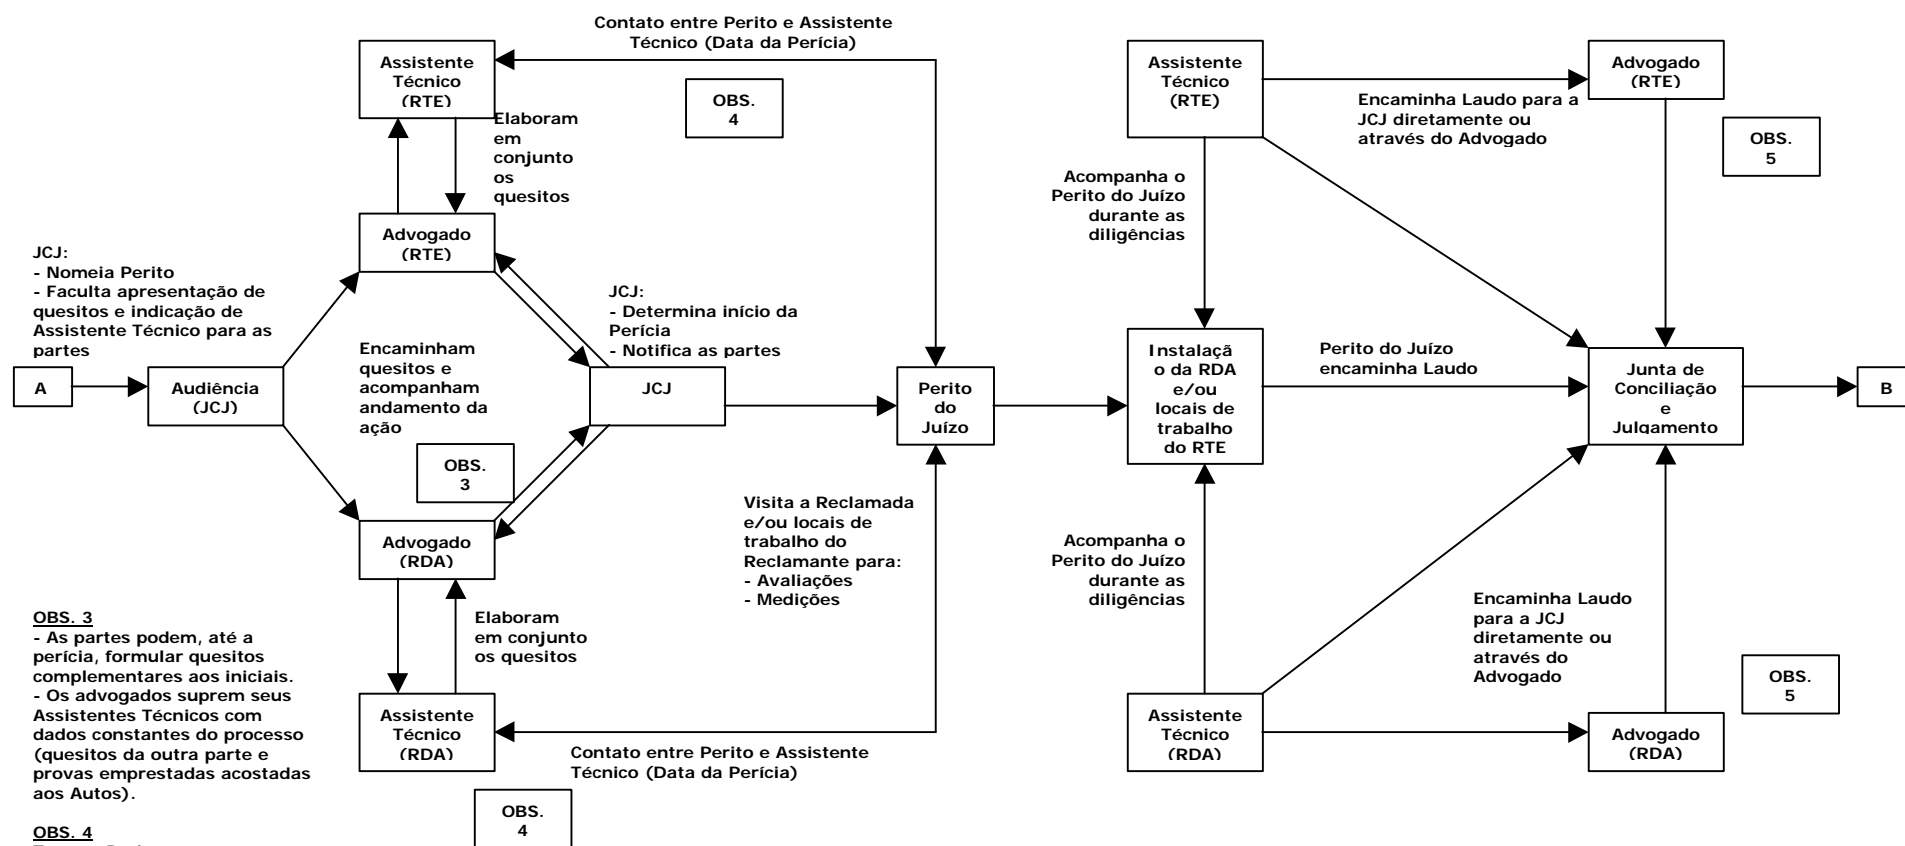 Contato entre Perito e Assistente
Técnico (Data da Perícia)
Assistente
Técnico
(RTE)
OBS.
4
Elaboram
em
conjunto
os
quesitos
Advogado
(RTE)
JCJ:
- Nomeia Perito
- Faculta apresentação de
quesitos e indicação de
Assistente Técnico para as
partes
A
Audiência
(JCJ)
Encaminham
quesitos e
acompanham
andamento da
ação
OBS.
3
JCJ:
- Determina início da
Perícia
- Notifica as partes
JCJ
Perito
do
Juízo
Advogado
(RDA)
Elaboram
em conjunto
os quesitos
Visita a Reclamada
e/ou locais de
trabalho do
Reclamante para:
- Avaliações
- Medições
Assistente
Técnico
(RDA)
Contato entre Perito e Assistente
Técnico (Data da Perícia)
OBS.
4
OBS. 3
- As partes podem, até a
perícia, formular quesitos
complementares aos iniciais.
- Os advogados suprem seus
Assistentes Técnicos com
dados constantes do processo
(quesitos da outra parte e
provas emprestadas acostadas
aos Autos).
OBS. 4
Assistente
Técnico
(RTE)
Advogado
(RTE)
Encaminha Laudo para a
JCJ diretamente ou
através do Advogado
OBS.
5
Acompanha o
Perito do Juízo
durante as
diligências
Instalaçã
o da RDA
e/ou
locais de
trabalho
do RTE
Perito do Juízo
encaminha Laudo
Junta de
Conciliação
e
Julgamento
B
Acompanha o
Perito do Juízo
durante as
diligências
Encaminha Laudo
para a JCJ
diretamente ou
através do
Advogado
OBS.
5
Assistente
Técnico
(RDA)
Advogado
(RDA)